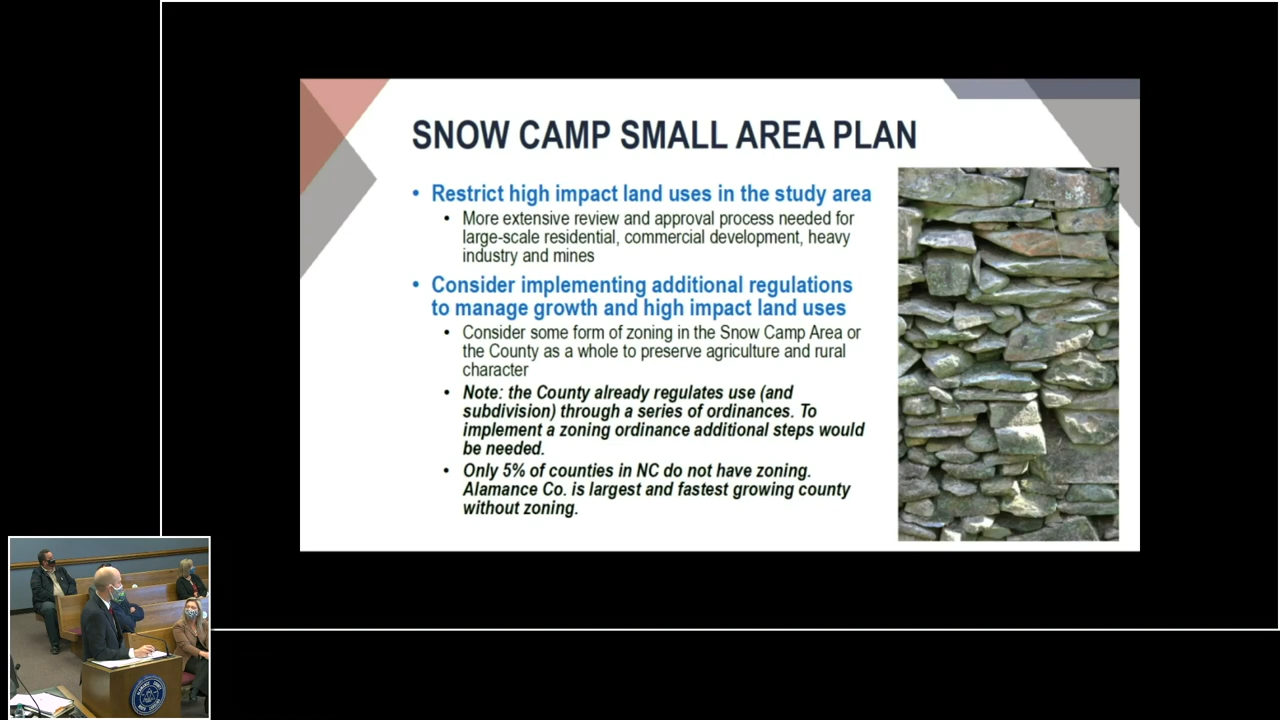 SNOW CAMP SMALL AREA PLAN
• Restrict high impact land uses in the study area
• More extensive review and approval process needed for
large-scale residential, commercial development, heavy
industry and mines
• Consider implementing additional regulations
to manage growth and high impact land uses
• Consider some form of zoning in the Snow Camp Area or
the County as a whole to preserve agriculture and rural
character
• Note: the County already regulates use (and
subdivision) through a series of ordinances. To
implement a zoning ordinance additional steps would
be needed.
• Only 5% of counties in NC do not have zoning.
Alamance Co. is largest and fastest growing county
without zoning.